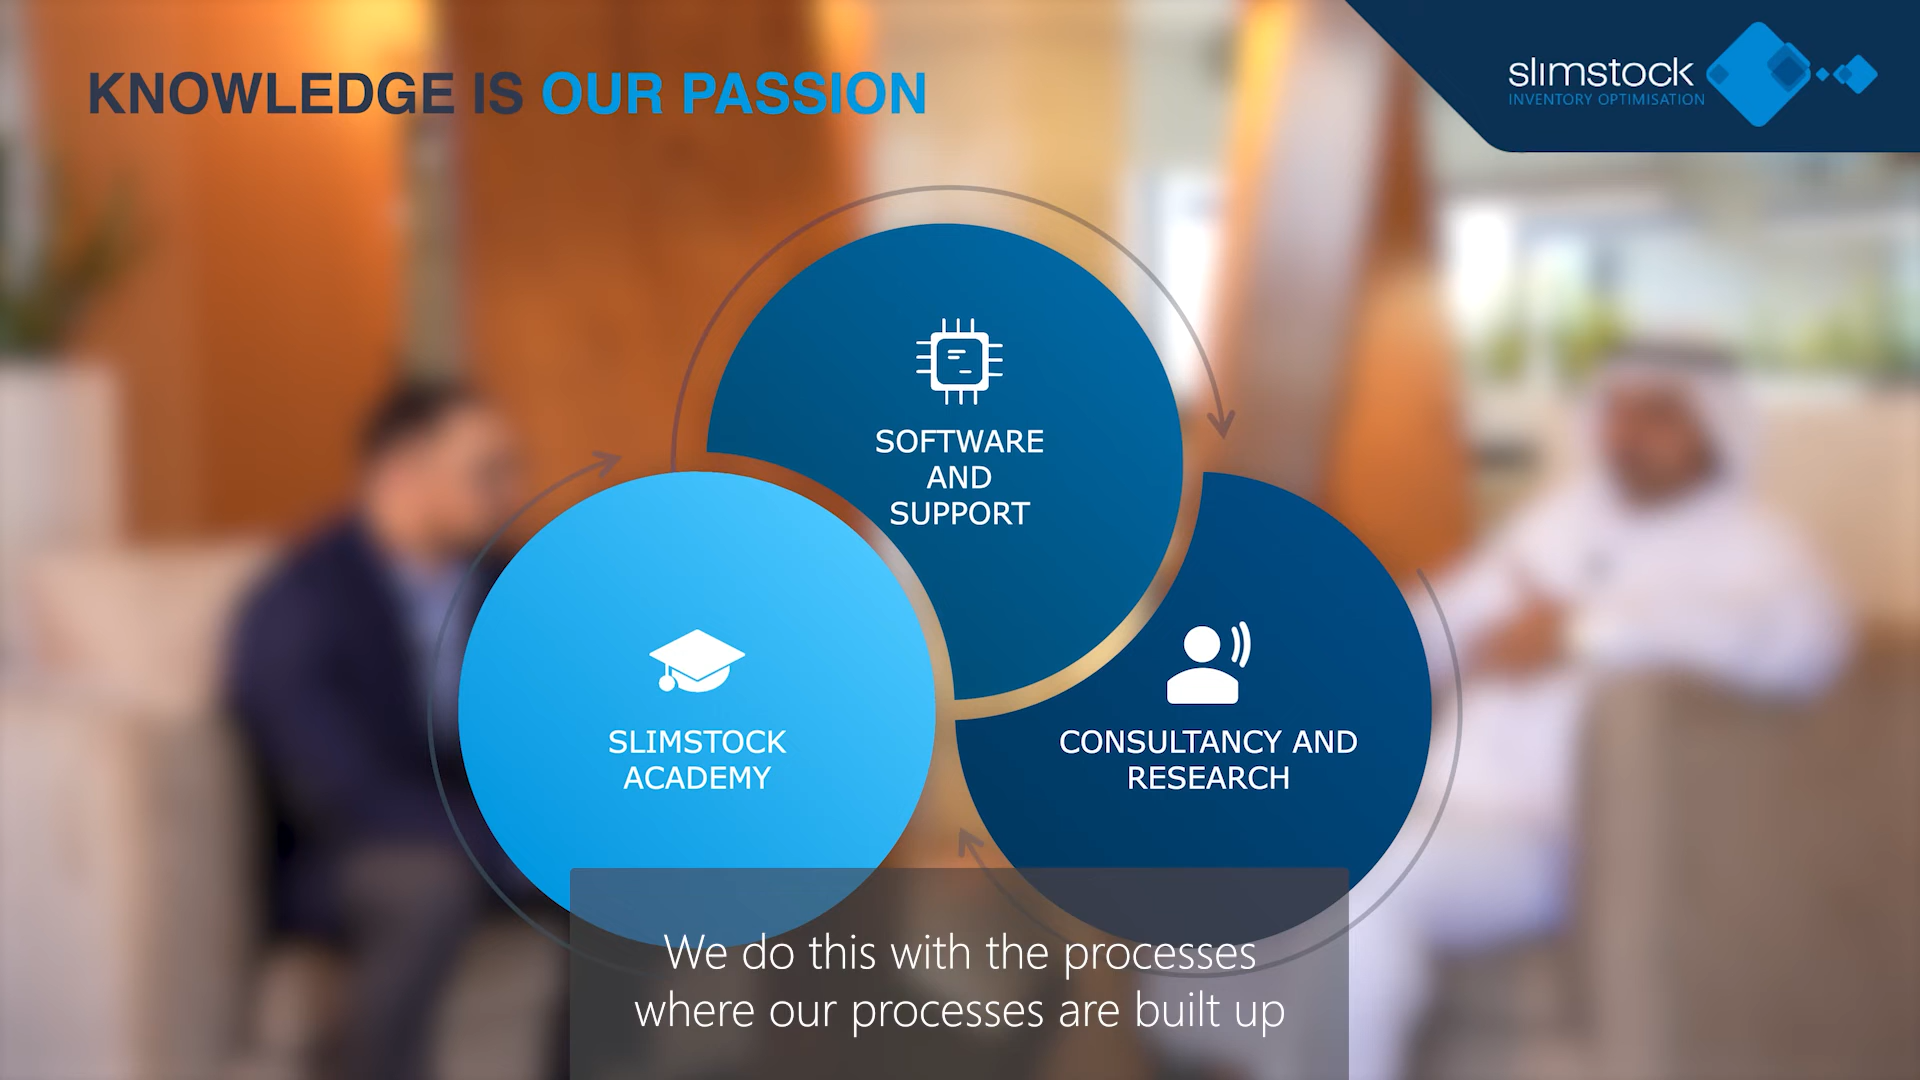 KNOWLEDGE IS OUR PASSION
slimstock
INVENTORY OPTIMISATION
SOFTWARE
AND
SUPPORT
SLIMSTOCK
ACADEMY
CONSULTANCY AND
RESEARCH
We do this with the processes
where our processes are built up